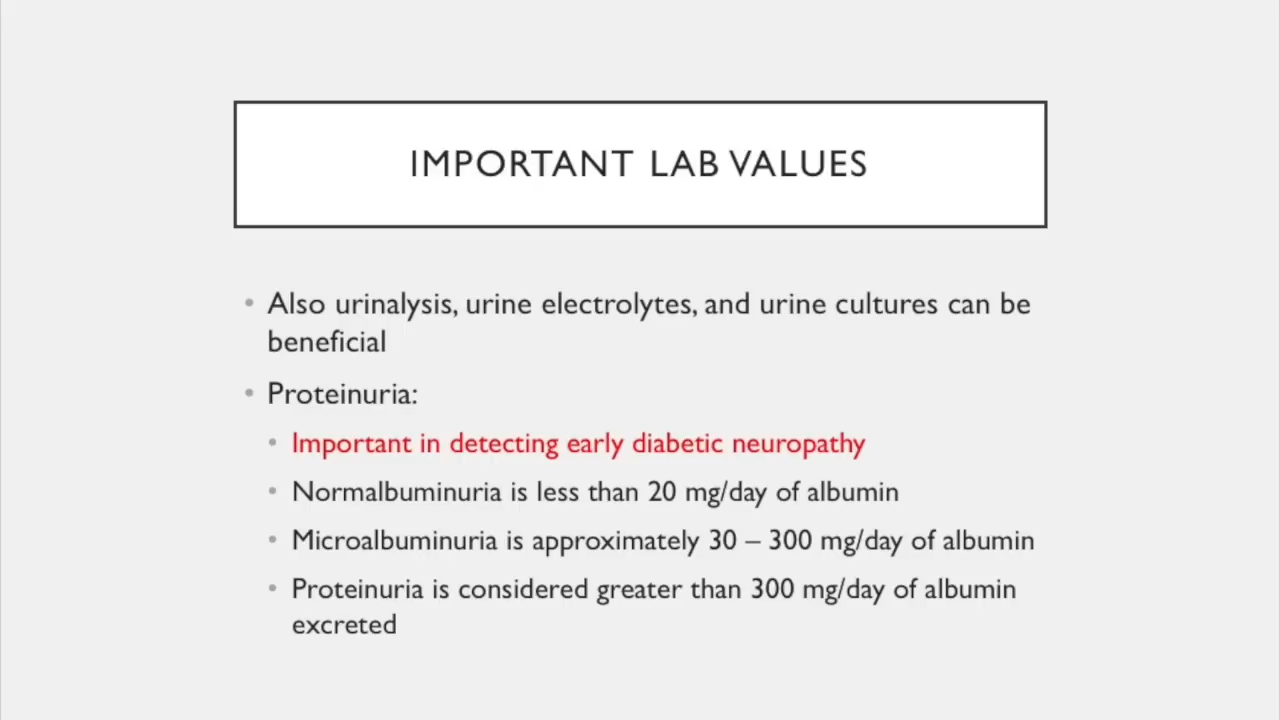 IMPORTANT LAB VALUES
• Also urinalysis, urine electrolytes, and urine cultures can be
beneficial
• Proteinuria:
• Important in detecting early diabetic neuropathy
• Normalbuminuria is less than 20 mg/day of albumin
• Microalbuminuria is approximately 30 – 300 mg/day of albumin
• Proteinuria is considered greater than 300 mg/day of albumin
excreted